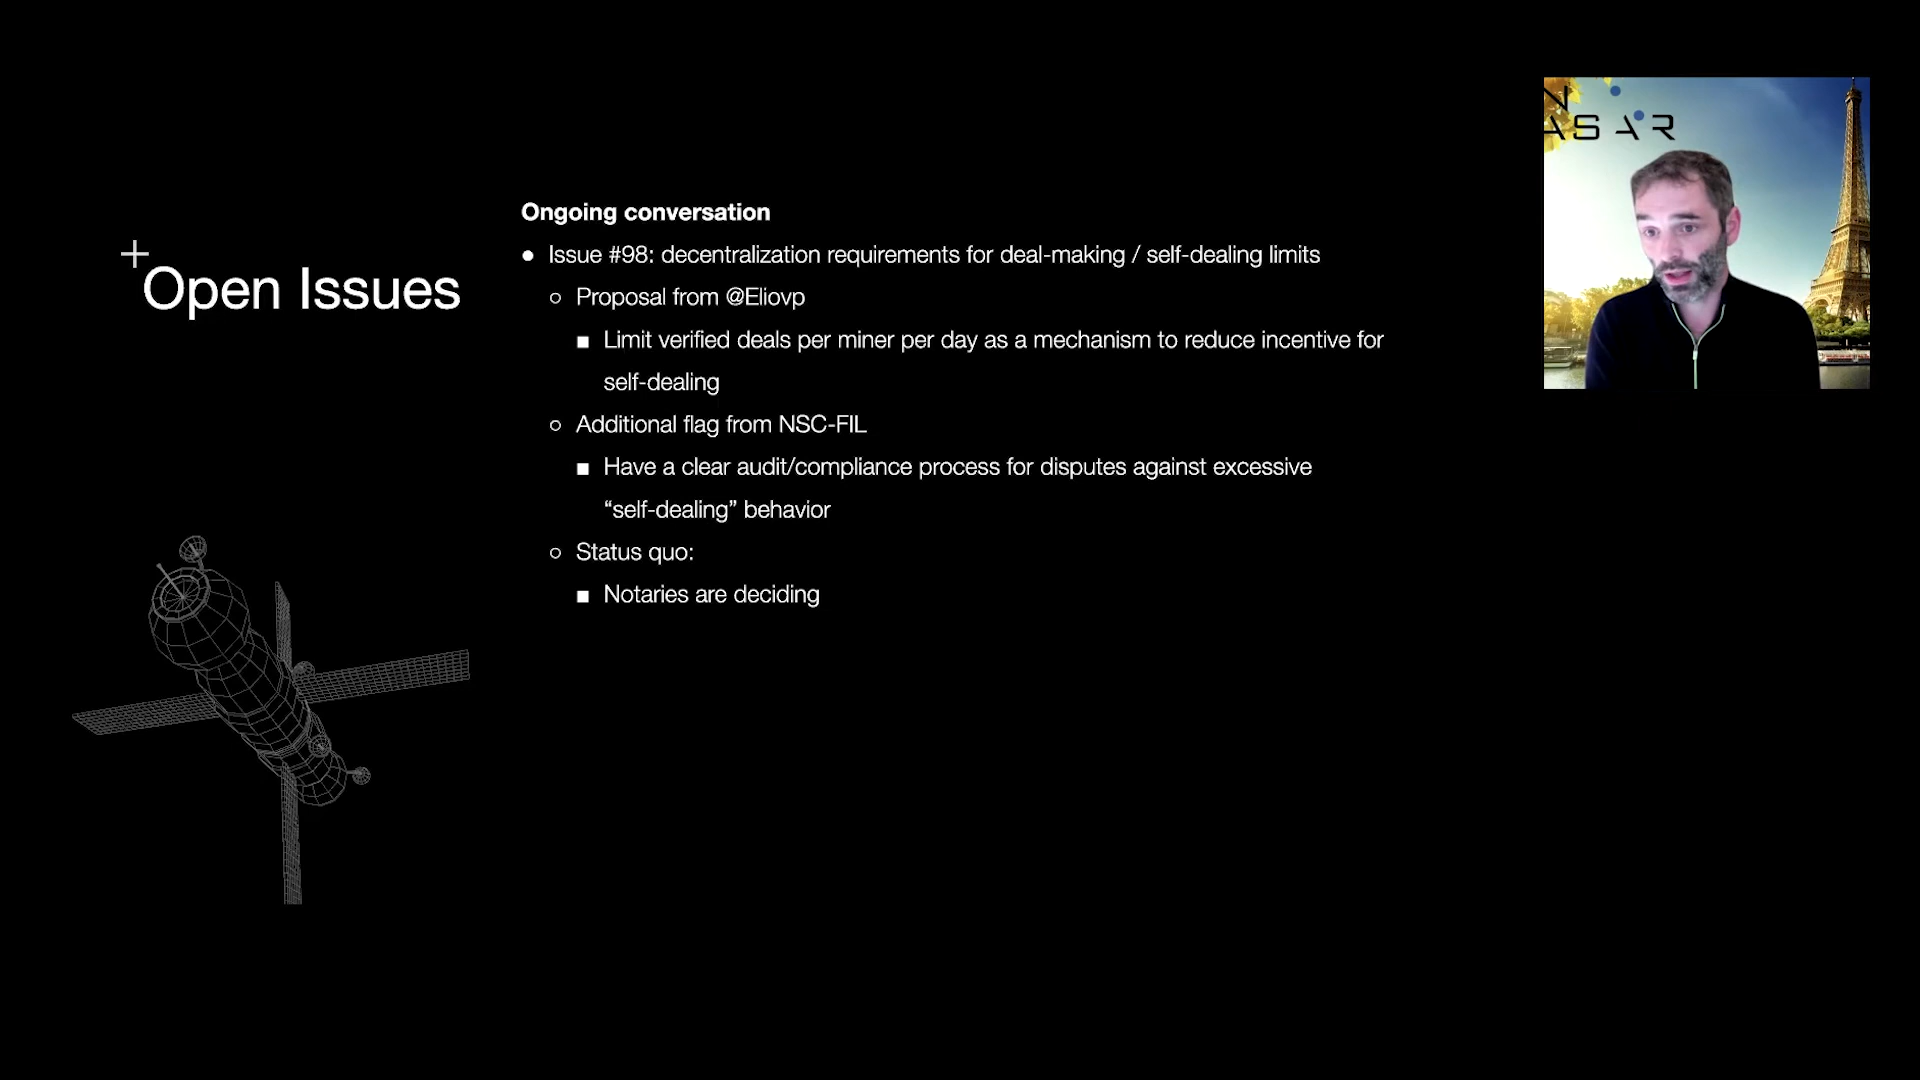 Open Issues
Ongoing conversation
● Issue #98: decentralization requirements for deal-making / self-dealing limits
○ Proposal from @Eliovp
■ Limit verified deals per miner per day as a mechanism to reduce incentive for
self-dealing
○ Additional flag from NSC-FIL
■ Have a clear audit/compliance process for disputes against excessive
“self-dealing” behavior
○ Status quo:
■ Notaries are deciding